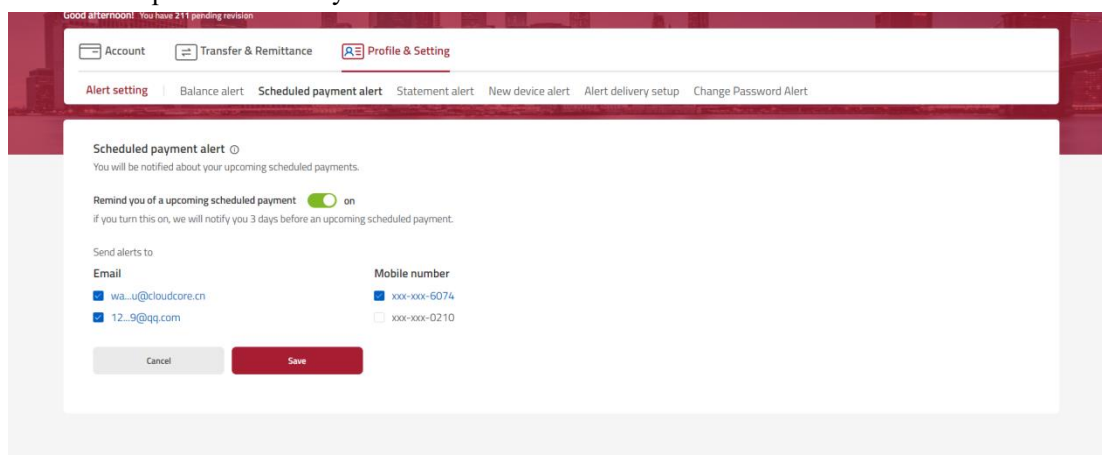 Good afternoon! You have 211 pending revision
Account Transfer & Remittance Profile & Setting
Alert setting Balance alert Scheduled payment alert Statement alert New device alert Alert delivery setup Change Password Alert
Scheduled payment alert
You will be notified about your upcoming scheduled payments.
Remind you of a upcoming scheduled payment on
if you turn this on, we will notify you 3 days before an upcoming scheduled payment.
Send alerts to
Email Mobile number
wa...u@cloudcore.cn xxx-xxx-6074
12...9@qq.com xxx-xxx-0210
Cancel Save